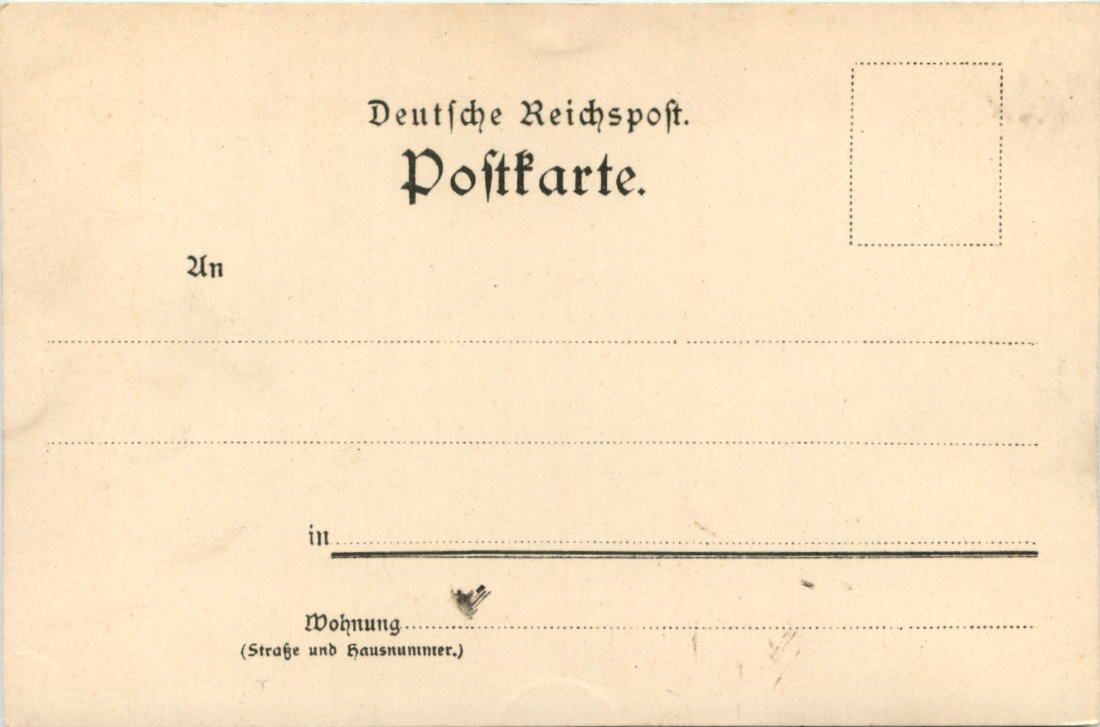 Deutſche Reichspoſt.
Poſtkarte.
An
in
Wohnung
(Straße und Hausnummer.)